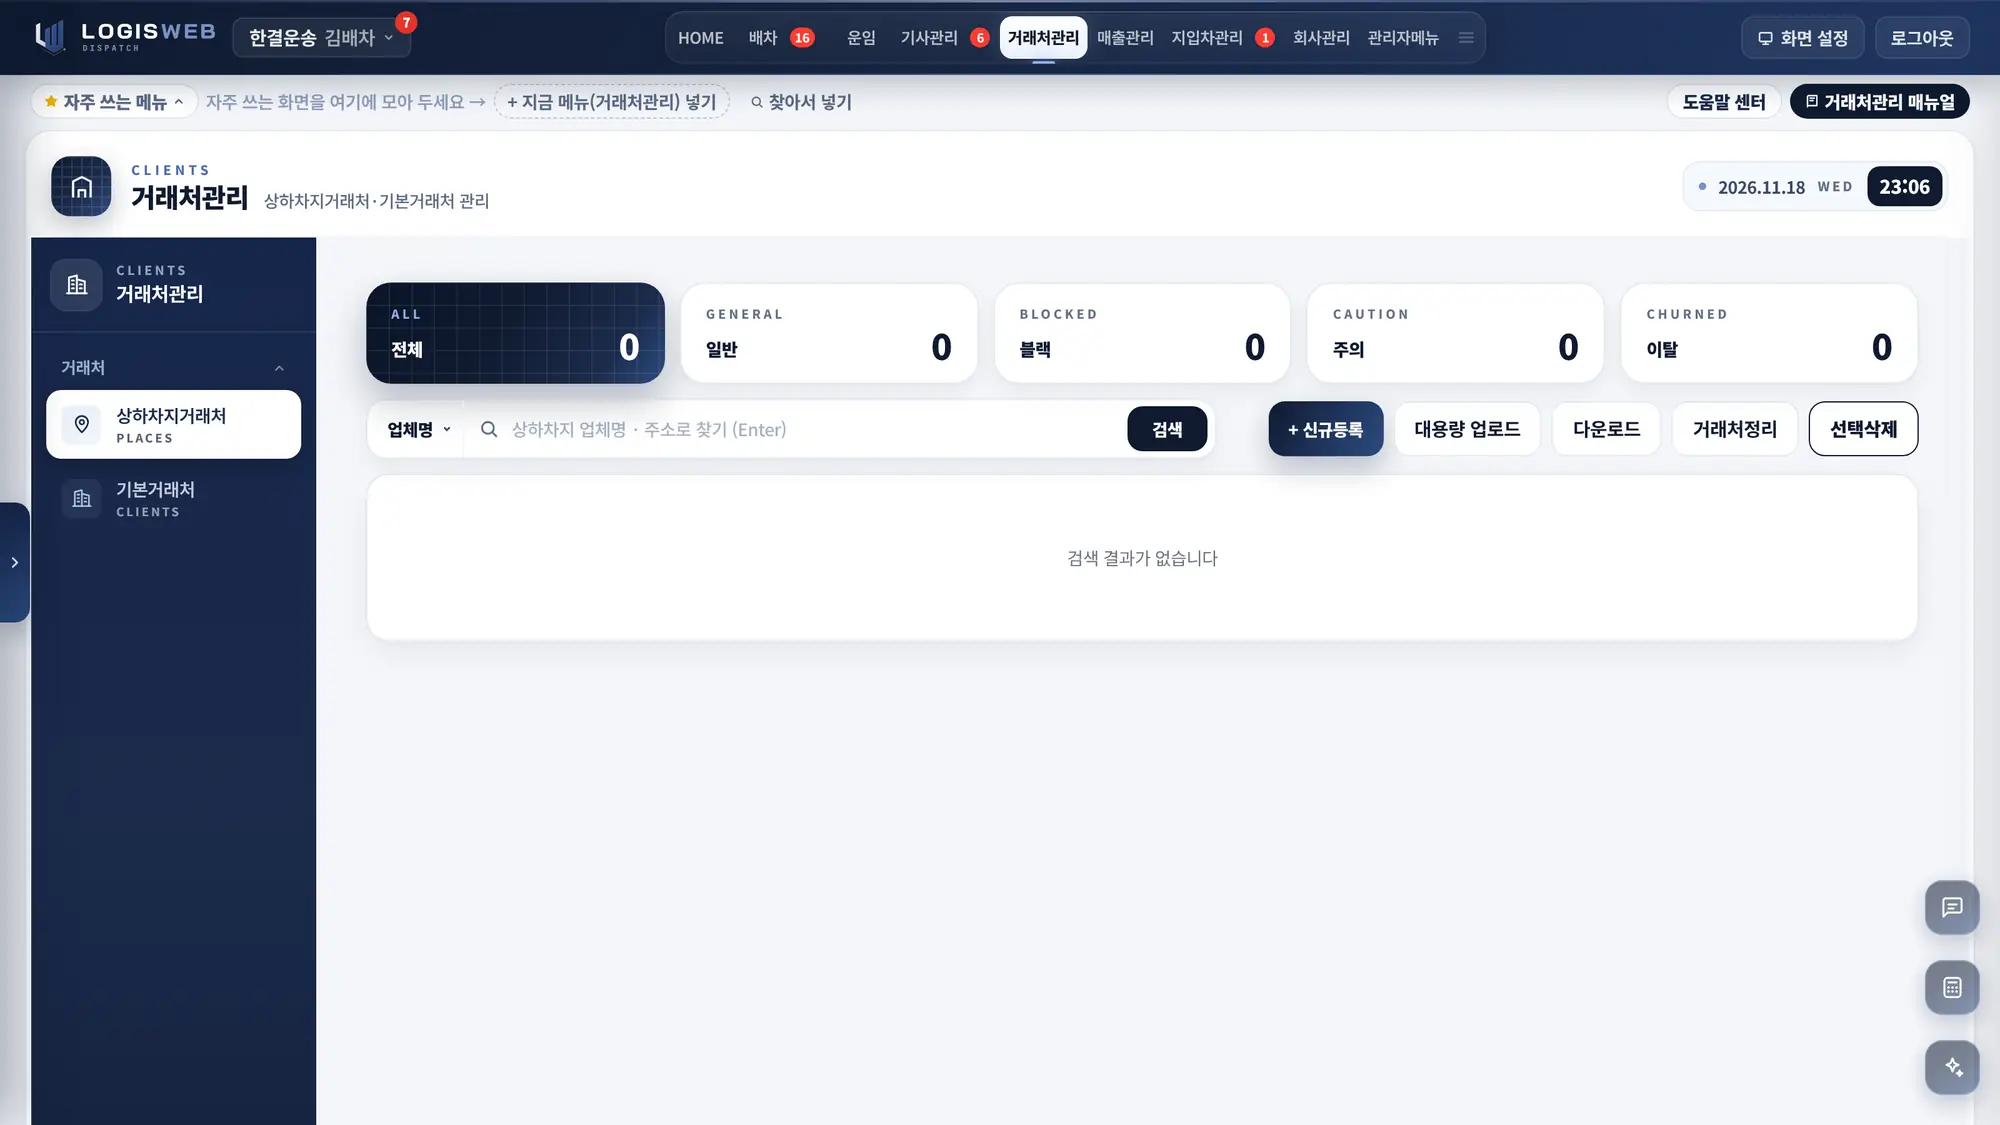 LOGISWEB
DISPATCH
한결운송 김배차
7
HOME
배차 16
운임
기사관리 6
거래처관리
매출관리
지입차관리 1
회사관리
관리자메뉴
화면 설정
로그아웃
자주 쓰는 메뉴
자주 쓰는 화면을 여기에 모아 두세요 →
+ 지금 메뉴(거래처관리) 넣기
찾아서 넣기
도움말 센터
거래처관리 매뉴얼
CLIENTS
거래처관리 상하차지거래처·기본거래처 관리
2026.11.18 WED 23:06
CLIENTS
거래처관리
거래처
상하차지거래처
PLACES
기본거래처
CLIENTS
ALL
전체 0
GENERAL
일반 0
BLOCKED
블랙 0
CAUTION
주의 0
CHURNED
이탈 0
업체명
상하차지 업체명 · 주소로 찾기 (Enter)
검색
+ 신규등록
대용량 업로드
다운로드
거래처정리
선택삭제
검색 결과가 없습니다